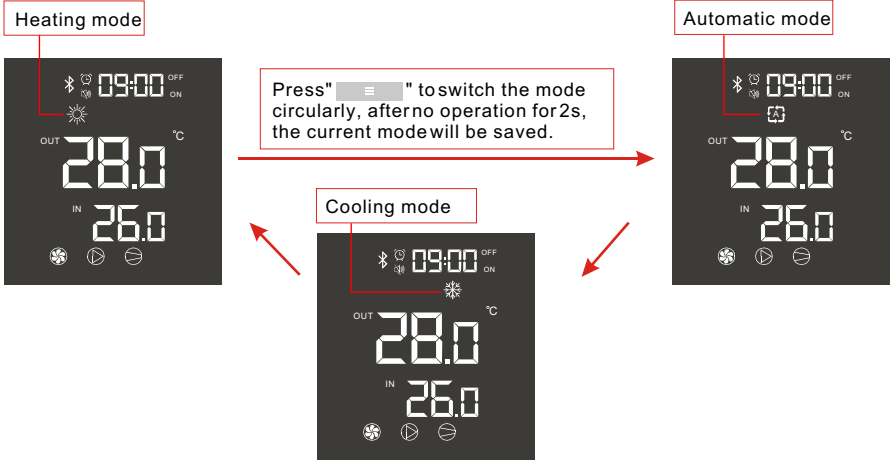 Heating mode
09:00
OFF
ON
OUT
28.0
℃
IN
26.0
Press" ≡ " to switch the mode
circularly, after no operation for 2s,
the current mode will be saved.
Automatic mode
09:00
OFF
ON
A
OUT
28.0
℃
IN
26.0
Cooling mode
09:00
OFF
ON
OUT
28.0
℃
IN
26.0